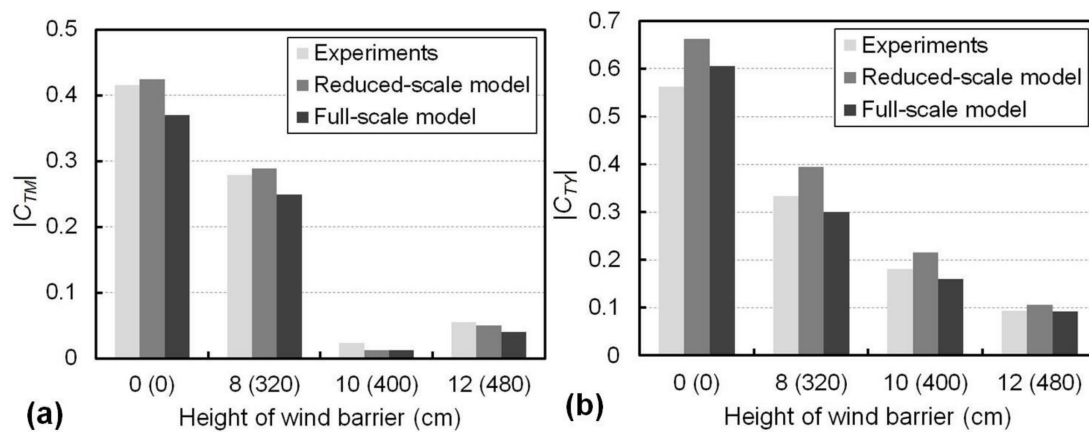 0.5
0.4
0.3
0.2
0.1
0
|C_TM|
Experiments
Reduced-scale model
Full-scale model
0 (0) 8 (320) 10 (400) 12 (480)
Height of wind barrier (cm)
(a)
0.7
0.6
0.5
0.4
0.3
0.2
0.1
0
|C_TY|
Experiments
Reduced-scale model
Full-scale model
0 (0) 8 (320) 10 (400) 12 (480)
Height of wind barrier (cm)
(b)